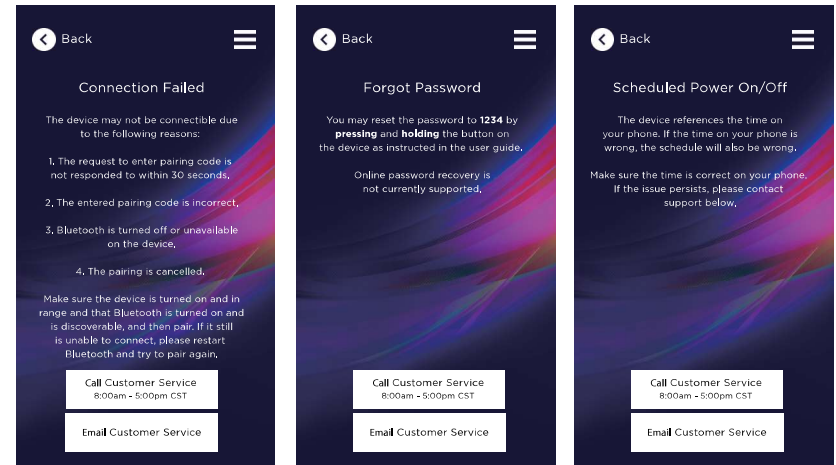 Back
Connection Failed
The device may not be connectible due
to the following reasons:
1. The request to enter pairing code is
not responded to within 30 seconds.
2. The entered pairing code is incorrect.
3. Bluetooth is turned off or unavailable
on the device.
4. The pairing is cancelled.
Make sure the device is turned on and in
range and that Bluetooth is turned on and
is discoverable, and then pair. If it still
is unable to connect, please restart
Bluetooth and try to pair again.
Call Customer Service
8:00am - 5:00pm CST
Email Customer Service
Back
Forgot Password
You may reset the password to 1234 by
pressing and holding the button on
the device as instructed in the user guide.
Online password recovery is
not currently supported.
Call Customer Service
8:00am - 5:00pm CST
Email Customer Service
Back
Scheduled Power On/Off
The device references the time on
your phone. If the time on your phone is
wrong, the schedule will also be wrong.
Make sure the time is correct on your phone.
If the issue persists, please contact
support below.
Call Customer Service
8:00am - 5:00pm CST
Email Customer Service